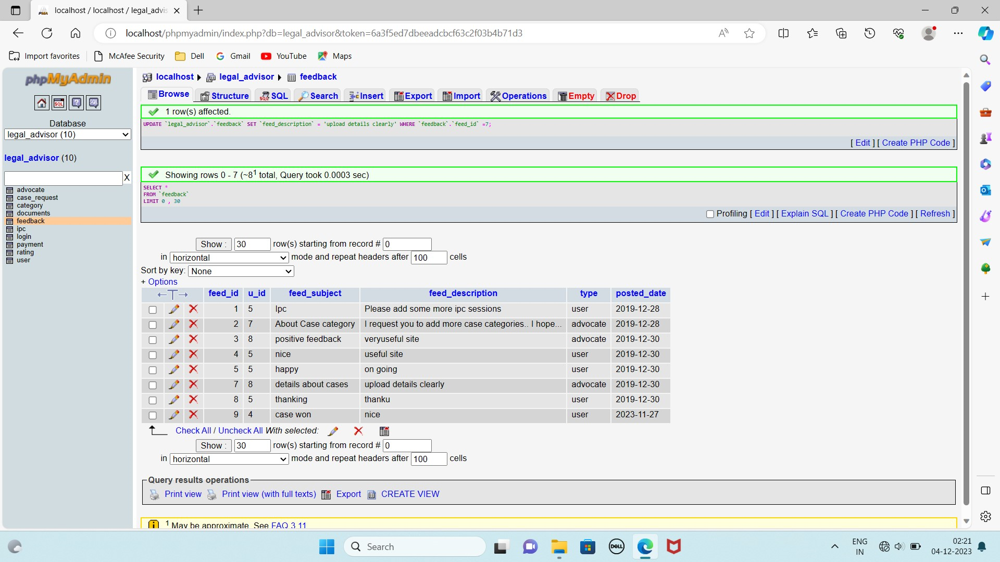 localhost / localhost / legal_advis
localhost/phpmyadmin/index.php?db=legal_advisor&token=6a3f5ed7dbeeadcbcf63c2f03b4b71d3
Import favorites McAfee Security Dell Gmail YouTube Maps
phpMyAdmin
SQL
Database
legal_advisor (10)
legal_advisor (10)
X
advocate
case_request
category
documents
feedback
ipc
login
payment
rating
user
localhost legal_advisor feedback
Browse Structure SQL Search Insert Export Import Operations Empty Drop
1 row(s) affected.
UPDATE `legal_advisor`.`feedback` SET `feed_description` = 'upload details clearly' WHERE `feedback`.`feed_id` =7;
[ Edit ] [ Create PHP Code ]
Showing rows 0 - 7 (~8¹ total, Query took 0.0003 sec)
SELECT *
FROM `feedback`
LIMIT 0 , 30
Profiling [ Edit ] [ Explain SQL ] [ Create PHP Code ] [ Refresh ]
Show : 30 row(s) starting from record # 0
in horizontal mode and repeat headers after 100 cells
Sort by key: None
+ Options
←T→ feed_id u_id feed_subject feed_description type posted_date
1 5 Ipc Please add some more ipc sessions user 2019-12-28
2 7 About Case category I request you to add more case categories.. I hope... advocate 2019-12-28
3 8 positive feedback veryuseful site advocate 2019-12-30
4 5 nice useful site user 2019-12-30
5 5 happy on going user 2019-12-30
7 8 details about cases upload details clearly advocate 2019-12-30
8 5 thanking thanku user 2019-12-30
9 4 case won nice user 2023-11-27
Check All / Uncheck All With selected:
Show : 30 row(s) starting from record # 0
in horizontal mode and repeat headers after 100 cells
Query results operations
Print view Print view (with full texts) Export CREATE VIEW
¹ May be approximate. See FAQ 3.11
Search
DELL
ENG
IN
02:21
04-12-2023